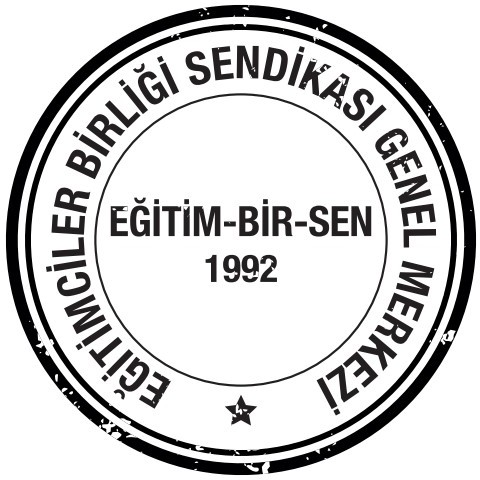 EĞİTİMCİLER BİRLİĞİ SENDİKASI GENEL MERKEZİ
EĞİTİM-BİR-SEN
1992